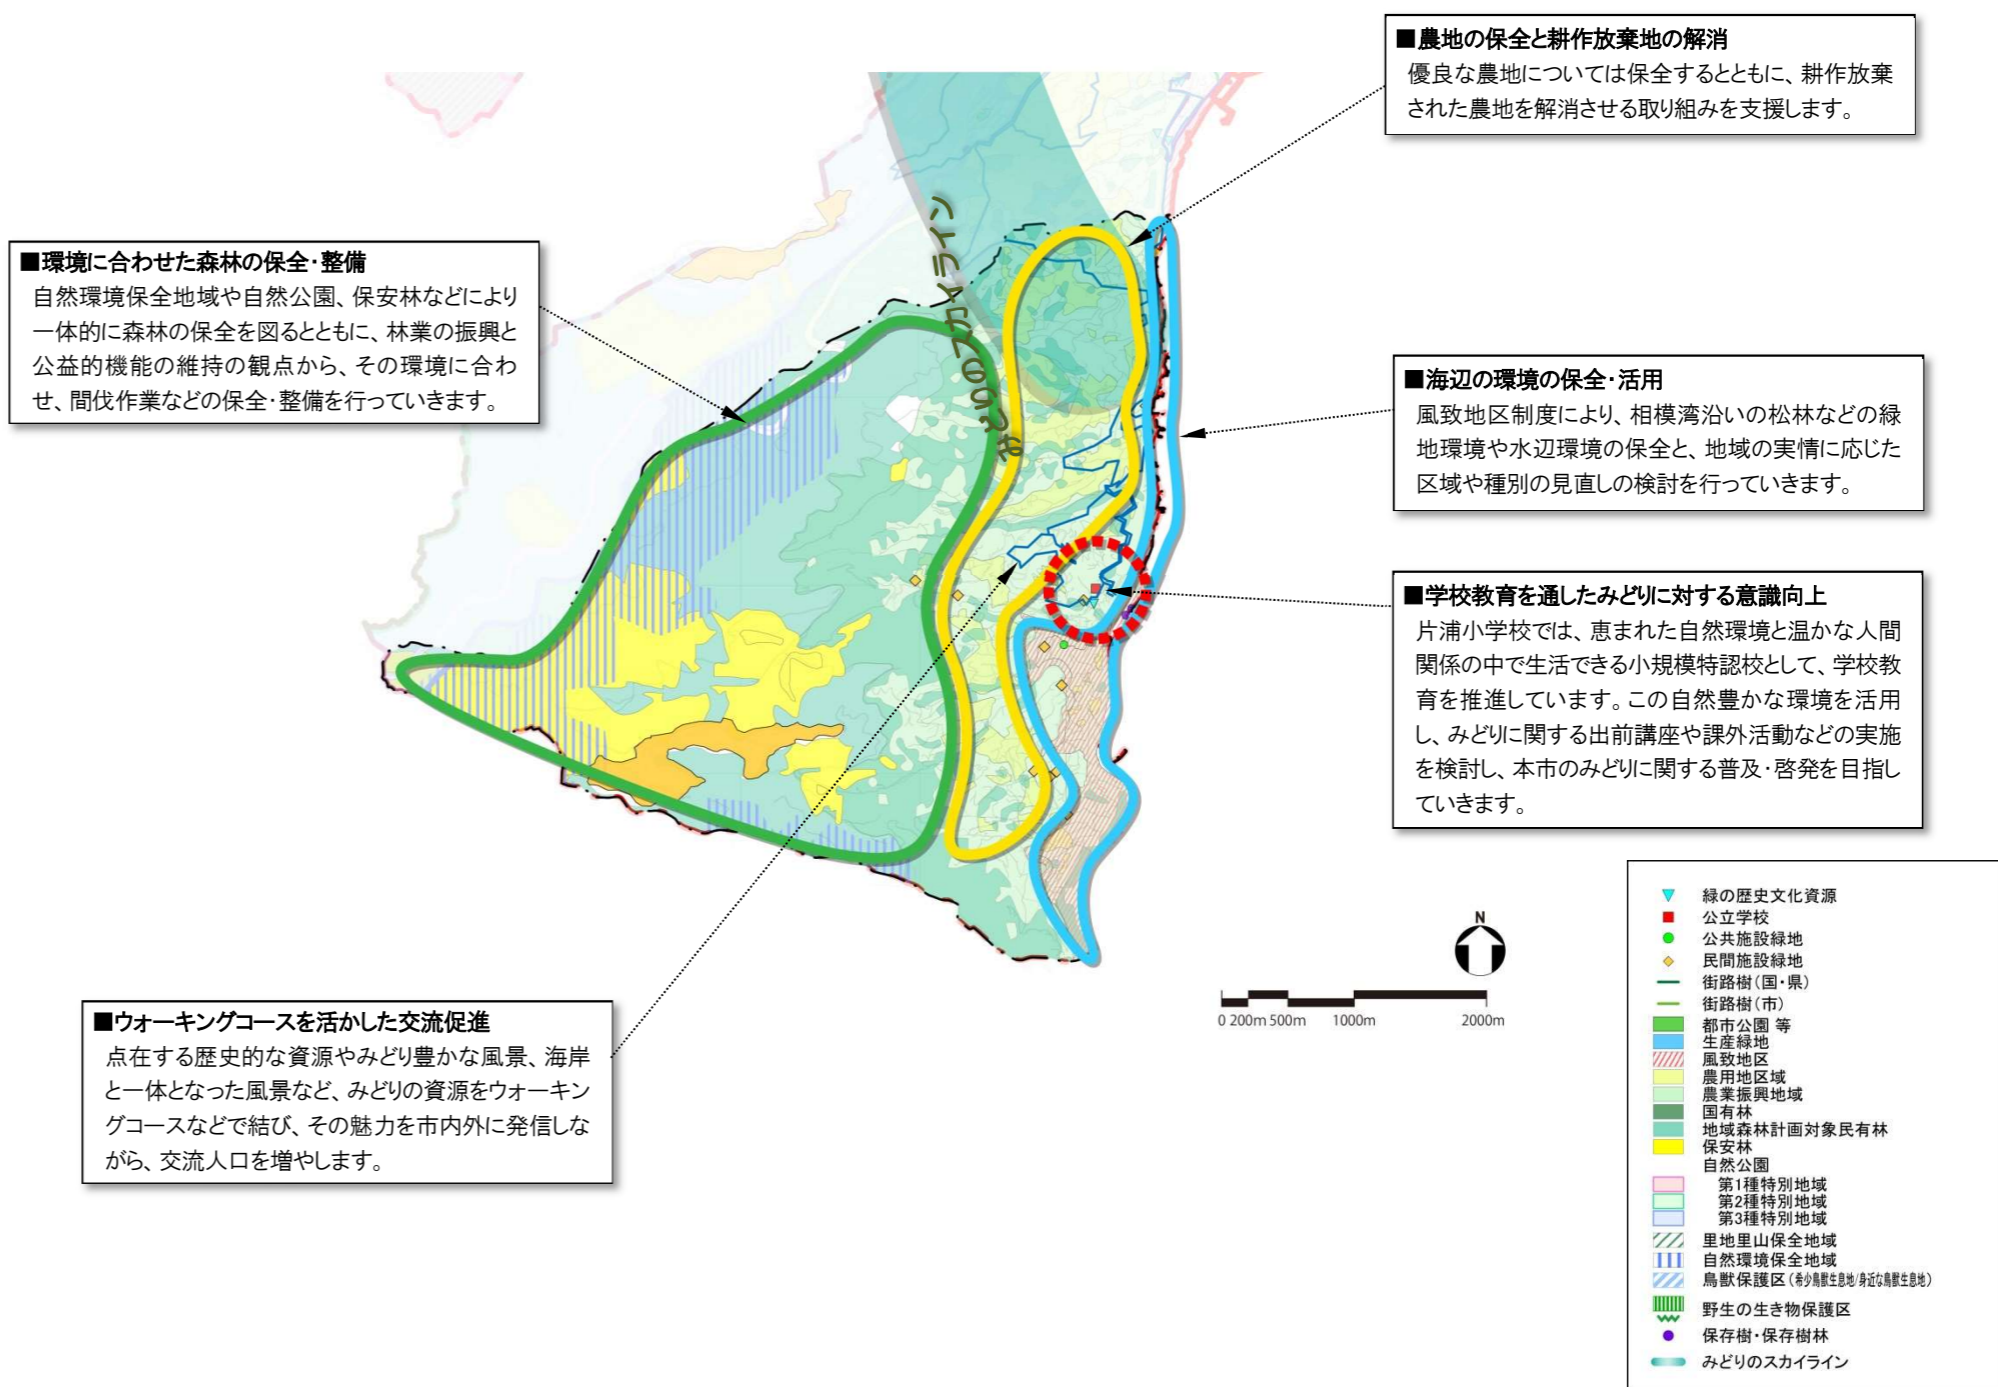 ■農地の保全と耕作放棄地の解消
優良な農地については保全するとともに、耕作放棄
された農地を解消させる取り組みを支援します。
■環境に合わせた森林の保全・整備
自然環境保全地域や自然公園、保安林などにより
一体的に森林の保全を図るとともに、林業の振興と
公益的機能の維持の観点から、その環境に合わ
せ、間伐作業などの保全・整備を行っていきます。
みどりのスカイライン
■海辺の環境の保全・活用
風致地区制度により、相模湾沿いの松林などの緑
地環境や水辺環境の保全と、地域の実情に応じた
区域や種別の見直しの検討を行っていきます。
■学校教育を通したみどりに対する意識向上
片浦小学校では、恵まれた自然環境と温かな人間
関係の中で生活できる小規模特認校として、学校教
育を推進しています。この自然豊かな環境を活用
し、みどりに関する出前講座や課外活動などの実施
を検討し、本市のみどりに関する普及・啓発を目指し
ていきます。
■ウォーキングコースを活かした交流促進
点在する歴史的な資源やみどり豊かな風景、海岸
と一体となった風景など、みどりの資源をウォーキン
グコースなどで結び、その魅力を市内外に発信しな
がら、交流人口を増やします。
N
0 200m 500m 1000m 2000m
緑の歴史文化資源
公立学校
公共施設緑地
民間施設緑地
街路樹(国・県)
街路樹(市)
都市公園 等
生産緑地
風致地区
農用地区域
農業振興地域
国有林
地域森林計画対象民有林
保安林
自然公園
第1種特別地域
第2種特別地域
第3種特別地域
里地里山保全地域
自然環境保全地域
鳥獣保護区(希少鳥獣生息地/身近な鳥獣生息地)
野生の生き物保護区
保存樹・保存樹林
みどりのスカイライン